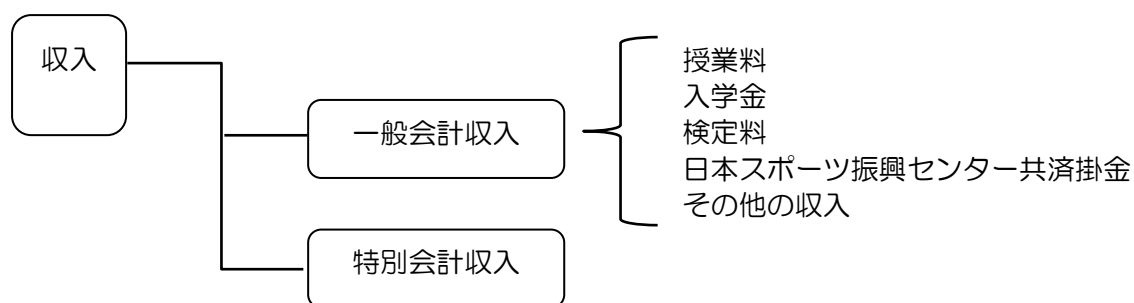 収入
一般会計収入
授業料
入学金
検定料
日本スポーツ振興センター共済掛金
その他の収入
特別会計収入